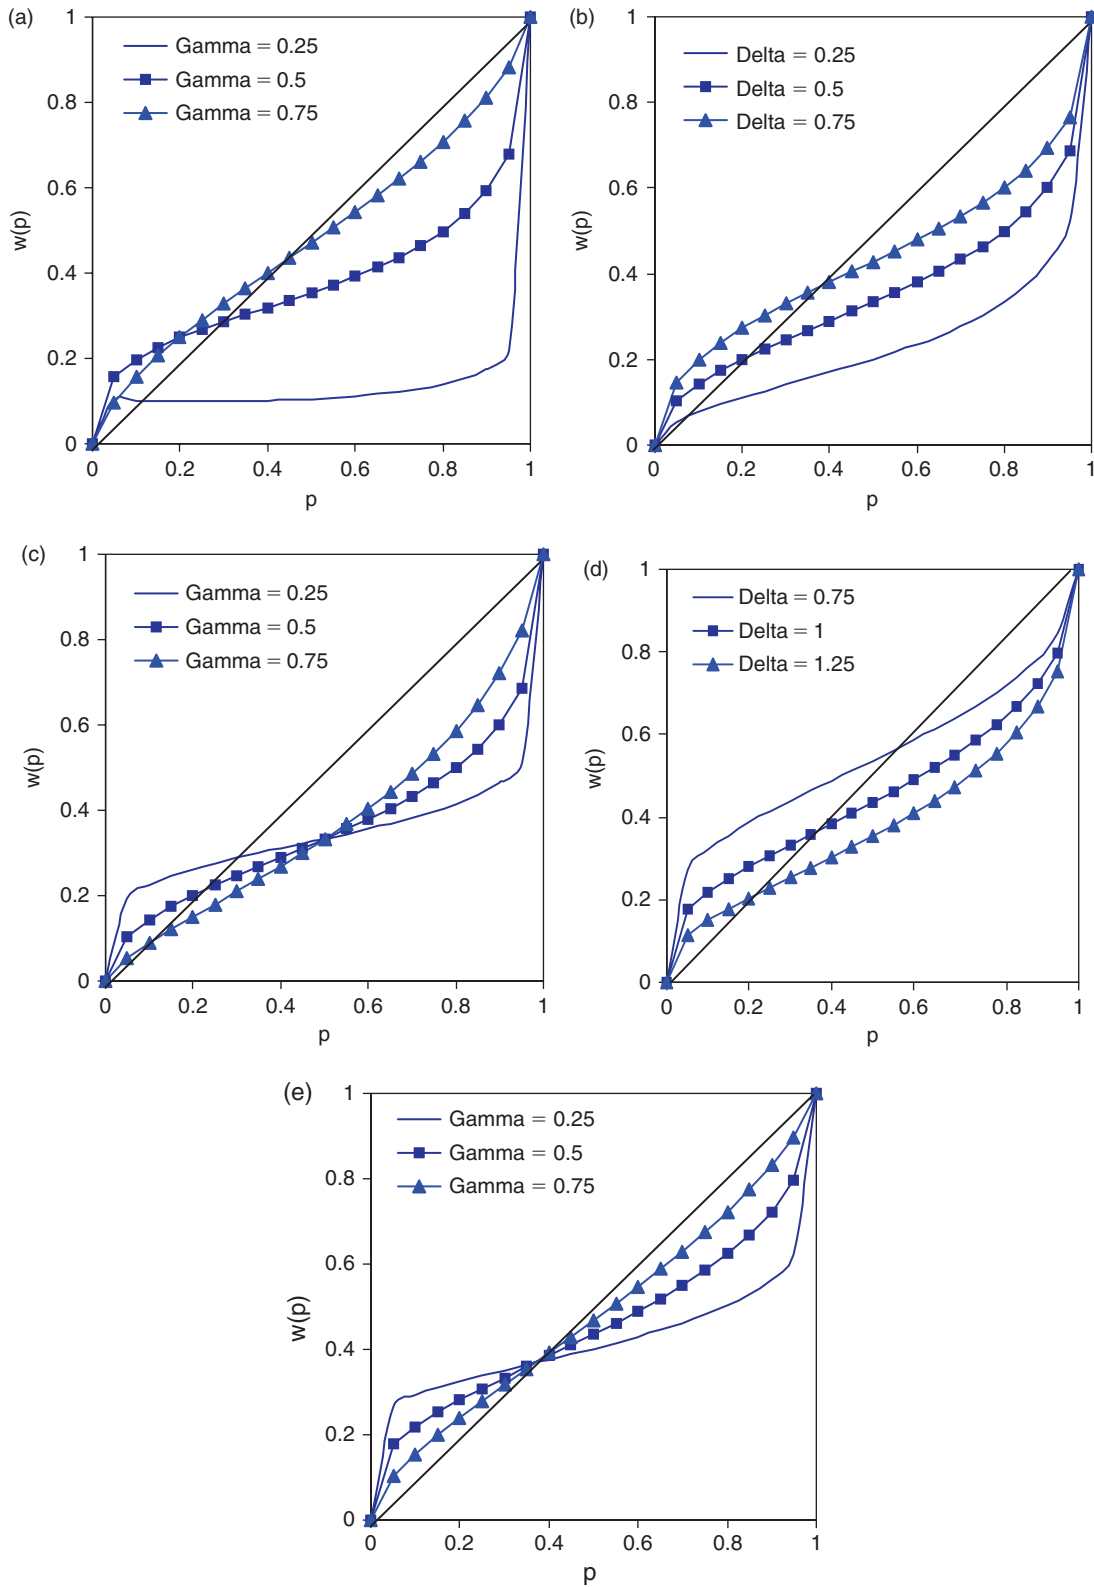 (a)
1
0.8
0.6
0.4
0.2
0
w(p)
Gamma = 0.25
Gamma = 0.5
Gamma = 0.75
0 0.2 0.4 0.6 0.8 1
p
(b)
1
0.8
0.6
0.4
0.2
0
w(p)
Delta = 0.25
Delta = 0.5
Delta = 0.75
0 0.2 0.4 0.6 0.8 1
p
(c)
1
0.8
0.6
0.4
0.2
0
w(p)
Gamma = 0.25
Gamma = 0.5
Gamma = 0.75
0 0.2 0.4 0.6 0.8 1
p
(d)
1
0.8
0.6
0.4
0.2
0
w(p)
Delta = 0.75
Delta = 1
Delta = 1.25
0 0.2 0.4 0.6 0.8 1
p
(e)
1
0.8
0.6
0.4
0.2
0
w(p)
Gamma = 0.25
Gamma = 0.5
Gamma = 0.75
0 0.2 0.4 0.6 0.8 1
p